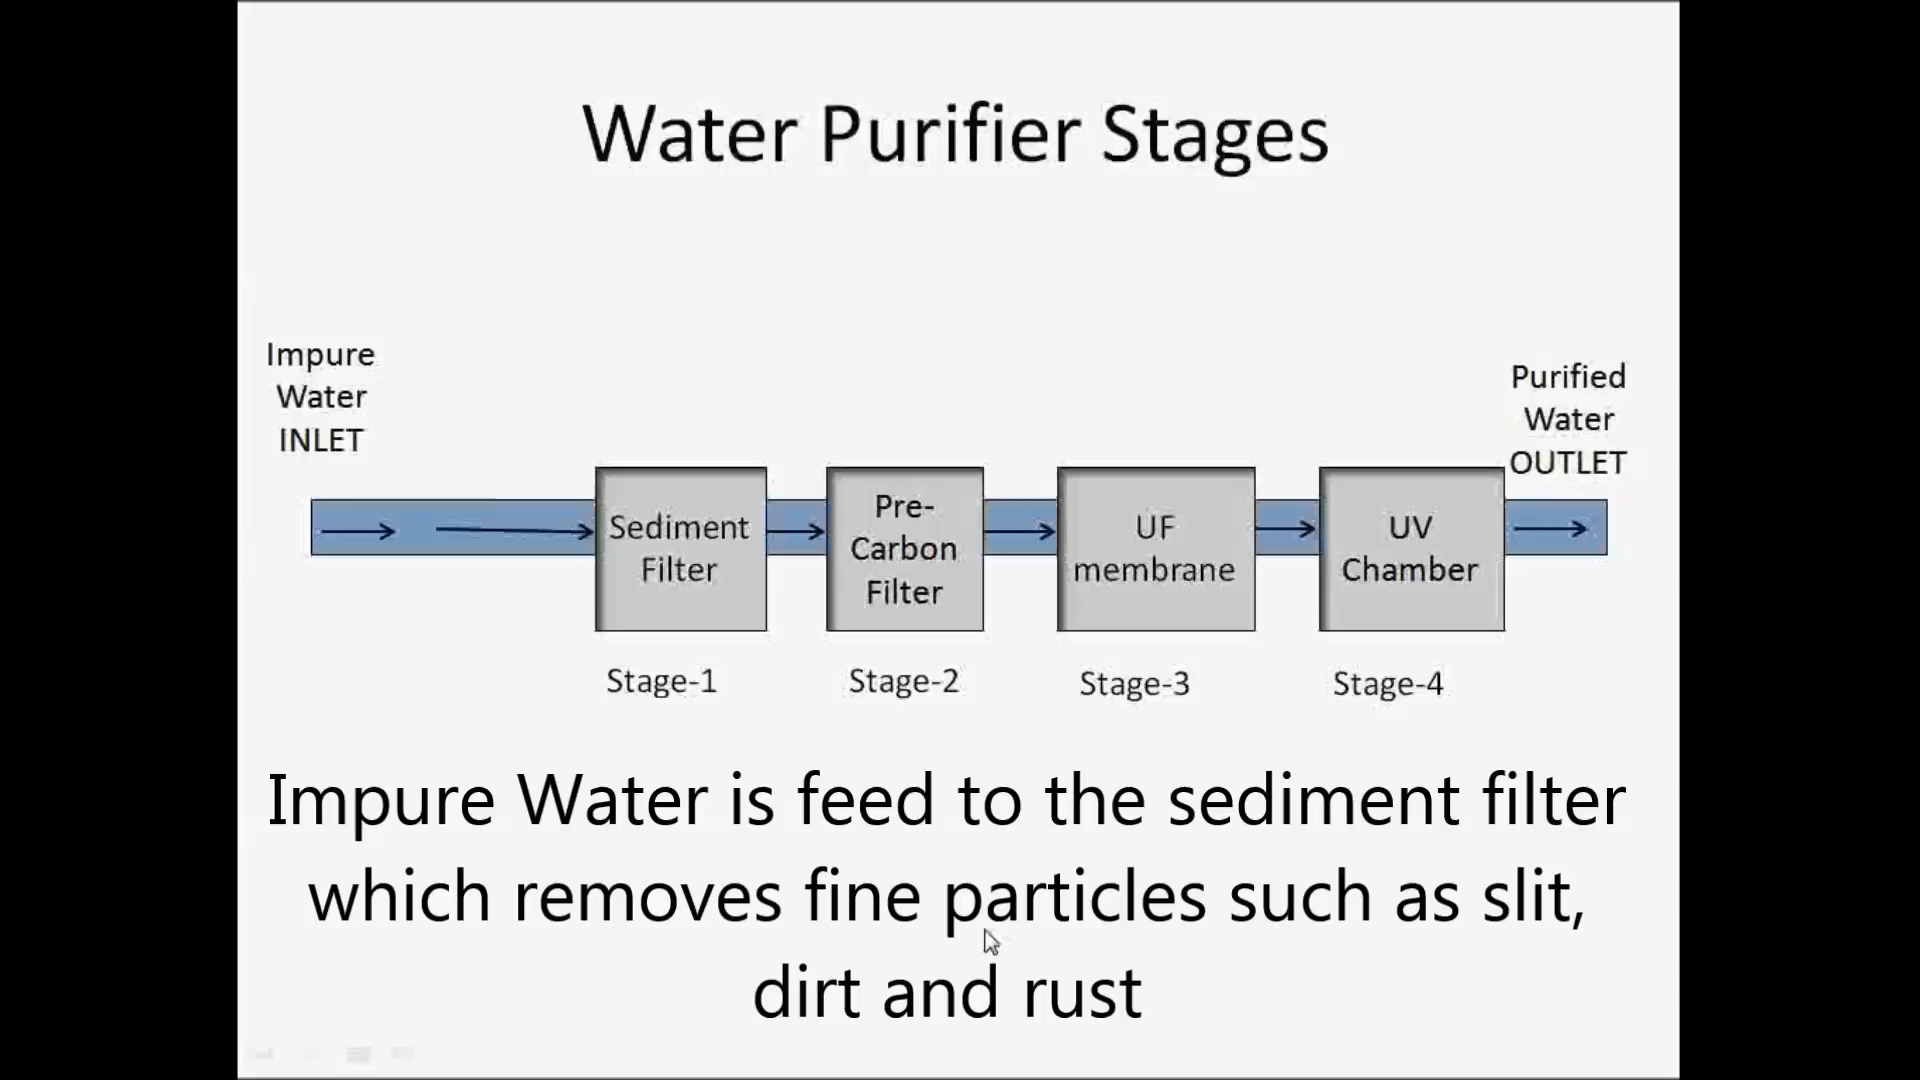 Water Purifier Stages
Impure
Water
INLET
Purified
Water
OUTLET
Sediment
Filter
Pre-
Carbon
Filter
UF
membrane
UV
Chamber
Stage-1
Stage-2
Stage-3
Stage-4
Impure Water is feed to the sediment filter
which removes fine particles such as slit,
dirt and rust